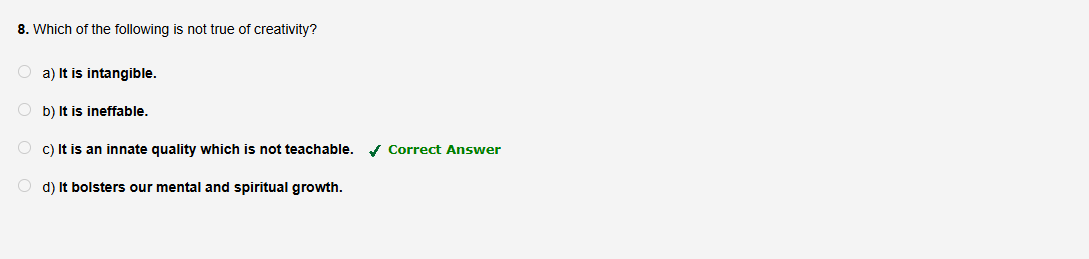 8. Which of the following is not true of creativity?
a) It is intangible.
b) It is ineffable.
c) It is an innate quality which is not teachable. ✓ Correct Answer
d) It bolsters our mental and spiritual growth.